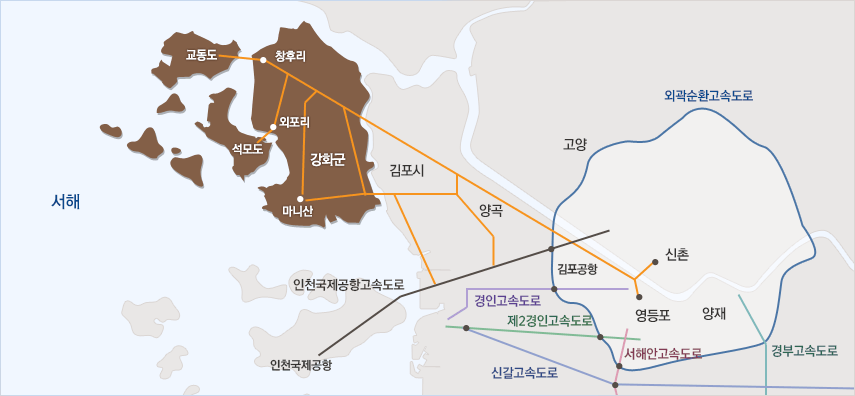 교동도
창후리
외곽순환고속도로
외포리
석모도
강화군
고양
김포시
서해
마니산
양곡
신촌
김포공항
인천국제공항고속도로
경인고속도로
영등포
양재
제2경인고속도로
서해안고속도로
경부고속도로
인천국제공항
신갈고속도로